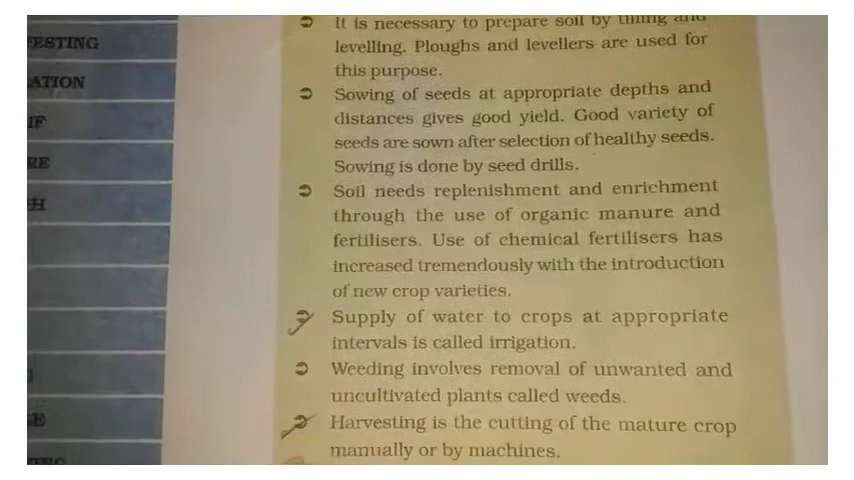 ESTING
ATION
IF
RE
H
E
It is necessary to prepare soil by tilling and
levelling. Ploughs and levellers are used for
this purpose.
Sowing of seeds at appropriate depths and
distances gives good yield. Good variety of
seeds are sown after selection of healthy seeds.
Sowing is done by seed drills.
Soil needs replenishment and enrichment
through the use of organic manure and
fertilisers. Use of chemical fertilisers has
increased tremendously with the introduction
of new crop varieties.
Supply of water to crops at appropriate
intervals is called irrigation.
Weeding involves removal of unwanted and
uncultivated plants called weeds.
Harvesting is the cutting of the mature crop
manually or by machines.